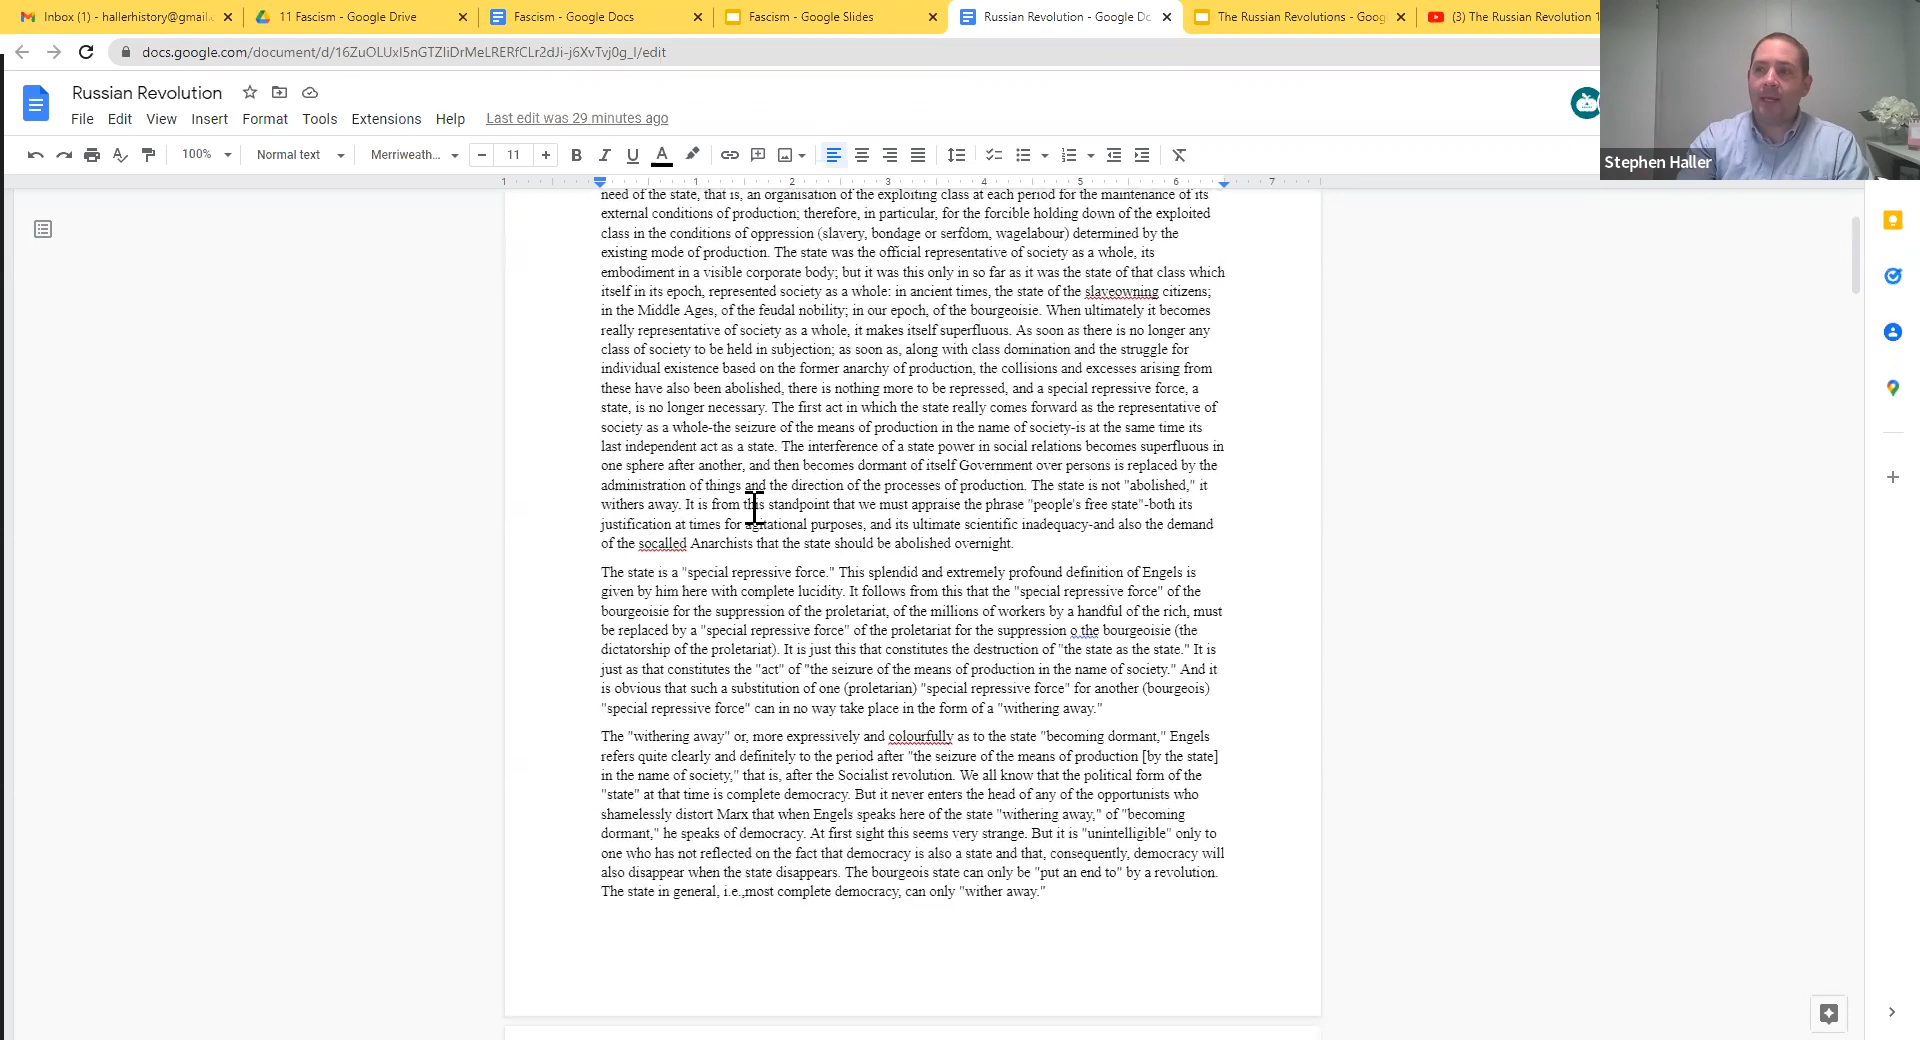 Inbox (1) - hallerhistory@gmail.
11 Fascism - Google Drive
Fascism - Google Docs
Fascism - Google Slides
Russian Revolution - Google Dc
The Russian Revolutions - Goog
(3) The Russian Revolution 1
docs.google.com/document/d/16ZuOLUxI5nGTZIiDrMeLRERfCLr2dJi-j6XvTvj0g_I/edit
Russian Revolution
File Edit View Insert Format Tools Extensions Help Last edit was 29 minutes ago
100% Normal text Merriweath... 11 B I U A
Stephen Haller
1 1 2 3 4 5 6 7
need of the state, that is, an organisation of the exploiting class at each period for the maintenance of its
external conditions of production; therefore, in particular, for the forcible holding down of the exploited
class in the conditions of oppression (slavery, bondage or serfdom, wagelabour) determined by the
existing mode of production. The state was the official representative of society as a whole, its
embodiment in a visible corporate body; but it was this only in so far as it was the state of that class which
itself in its epoch, represented society as a whole: in ancient times, the state of the slaveowning citizens;
in the Middle Ages, of the feudal nobility; in our epoch, of the bourgeoisie. When ultimately it becomes
really representative of society as a whole, it makes itself superfluous. As soon as there is no longer any
class of society to be held in subjection; as soon as, along with class domination and the struggle for
individual existence based on the former anarchy of production, the collisions and excesses arising from
these have also been abolished, there is nothing more to be repressed, and a special repressive force, a
state, is no longer necessary. The first act in which the state really comes forward as the representative of
society as a whole-the seizure of the means of production in the name of society-is at the same time its
last independent act as a state. The interference of a state power in social relations becomes superfluous in
one sphere after another, and then becomes dormant of itself Government over persons is replaced by the
administration of things and the direction of the processes of production. The state is not "abolished," it
withers away. It is from this standpoint that we must appraise the phrase "people's free state"-both its
justification at times for agitational purposes, and its ultimate scientific inadequacy-and also the demand
of the socalled Anarchists that the state should be abolished overnight.
The state is a "special repressive force." This splendid and extremely profound definition of Engels is
given by him here with complete lucidity. It follows from this that the "special repressive force" of the
bourgeoisie for the suppression of the proletariat, of the millions of workers by a handful of the rich, must
be replaced by a "special repressive force" of the proletariat for the suppression o the bourgeoisie (the
dictatorship of the proletariat). It is just this that constitutes the destruction of "the state as the state." It is
just as that constitutes the "act" of "the seizure of the means of production in the name of society." And it
is obvious that such a substitution of one (proletarian) "special repressive force" for another (bourgeois)
"special repressive force" can in no way take place in the form of a "withering away."
The "withering away" or, more expressively and colourfully as to the state "becoming dormant," Engels
refers quite clearly and definitely to the period after "the seizure of the means of production [by the state]
in the name of society," that is, after the Socialist revolution. We all know that the political form of the
"state" at that time is complete democracy. But it never enters the head of any of the opportunists who
shamelessly distort Marx that when Engels speaks here of the state "withering away," of "becoming
dormant," he speaks of democracy. At first sight this seems very strange. But it is "unintelligible" only to
one who has not reflected on the fact that democracy is also a state and that, consequently, democracy will
also disappear when the state disappears. The bourgeois state can only be "put an end to" by a revolution.
The state in general, i.e.,most complete democracy, can only "wither away."